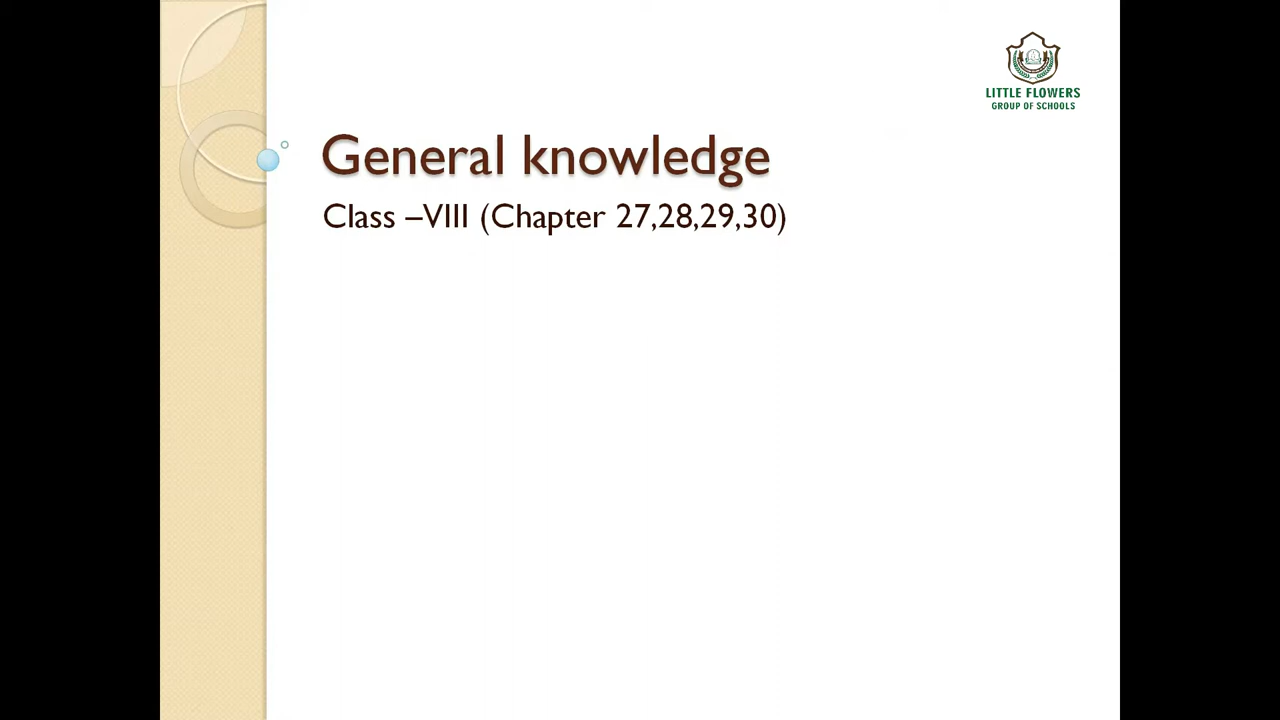 LITTLE FLOWERS
GROUP OF SCHOOLS
General knowledge
Class –VIII (Chapter 27,28,29,30)